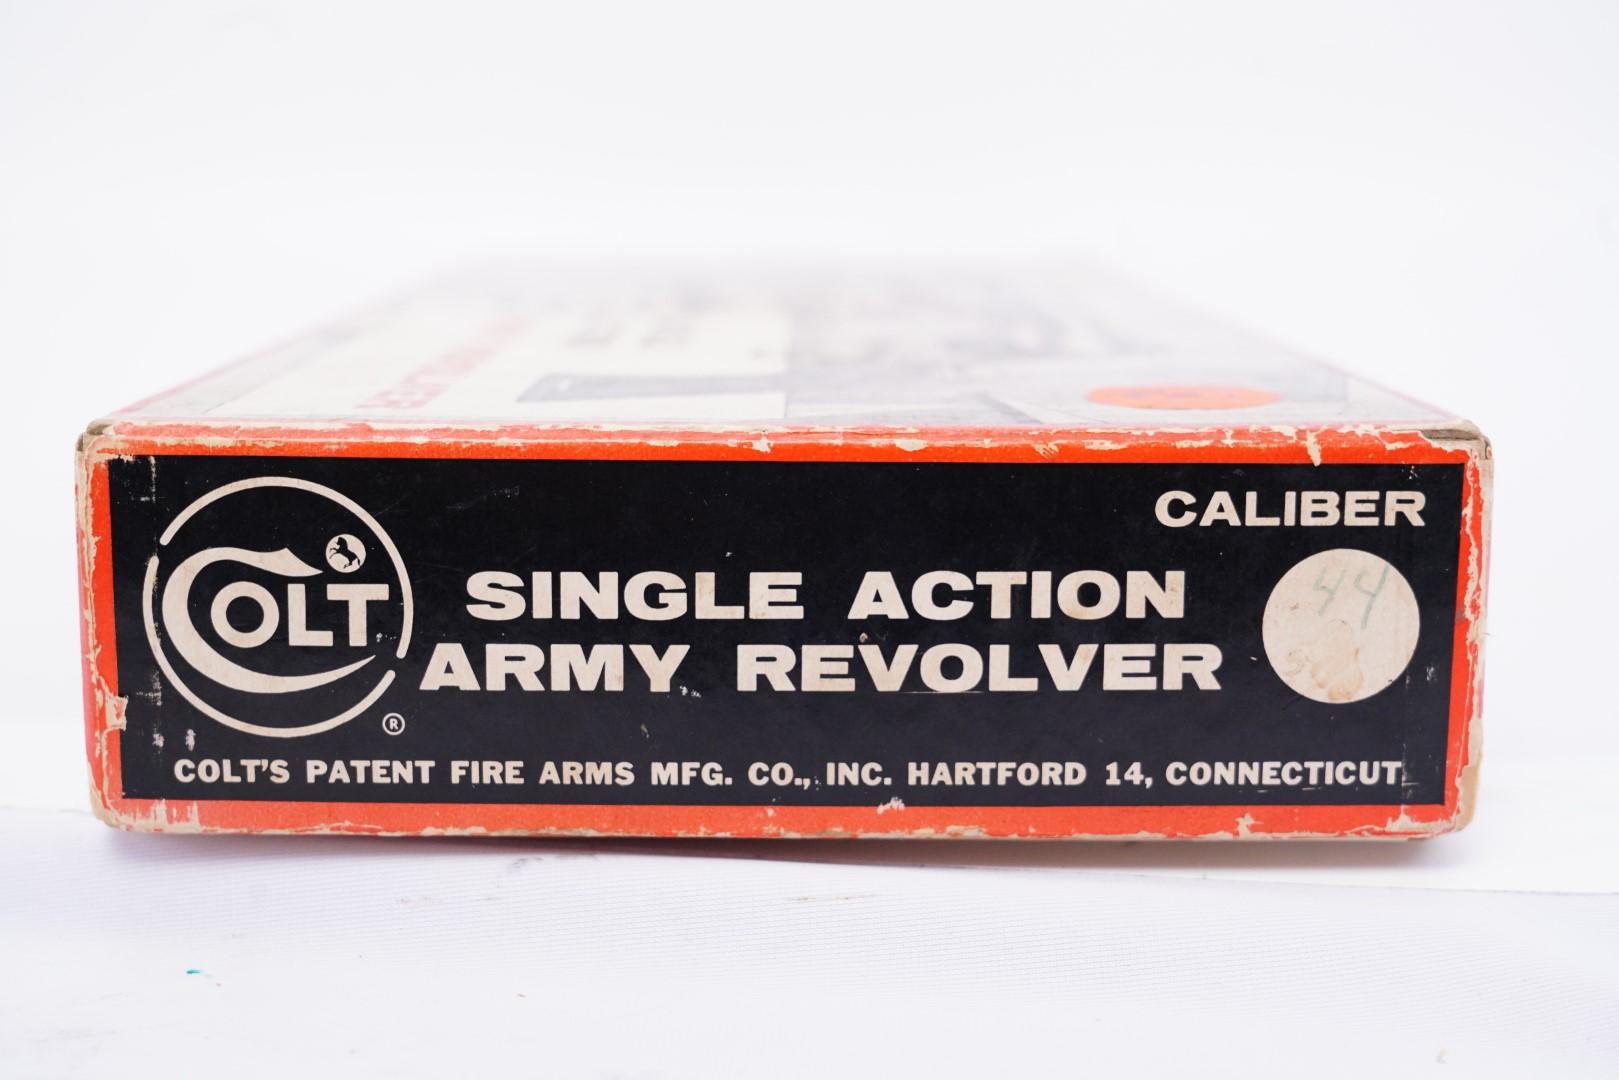 CALIBER
44
COLT
SINGLE ACTION
ARMY REVOLVER
®
COLT'S PATENT FIRE ARMS MFG. CO., INC. HARTFORD 14, CONNECTICUT